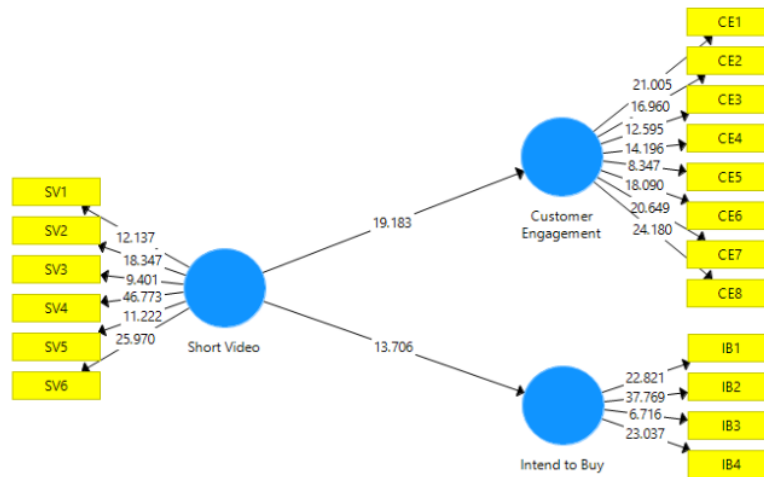 CE1
CE2
CE3
CE4
CE5
CE6
CE7
CE8
21.005
16.960
12.595
14.196
8.347
18.090
20.649
24.180
Customer
Engagement
19.183
SV1
SV2
SV3
SV4
SV5
SV6
12.137
18.347
9.401
46.773
11.222
25.970
Short Video
13.706
IB1
IB2
IB3
IB4
22.821
37.769
6.716
23.037
Intend to Buy